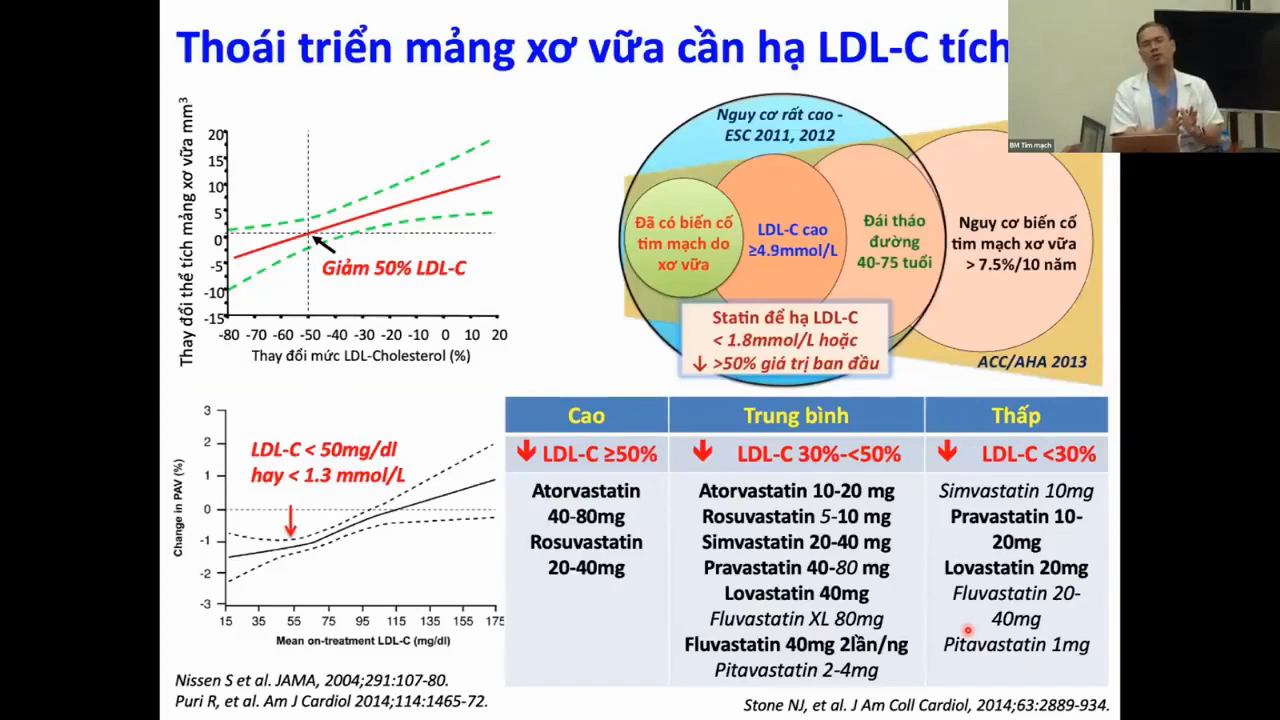 Thoái triển mảng xơ vữa cần hạ LDL-C tích
BM Tim mạch
Thay đổi thể tích mảng xơ vữa mm³
20
15
10
5
0
-5
-10
-15
Giảm 50% LDL-C
-80 -70 -60 -50 -40 -30 -20 -10 0 10 20
Thay đổi mức LDL-Cholesterol (%)
Nguy cơ rất cao -
ESC 2011, 2012
Đã có biến cố
tim mạch do
xơ vữa
LDL-C cao
≥4.9mmol/L
Đái tháo
đường
40-75 tuổi
Nguy cơ biến cố
tim mạch xơ vữa
> 7.5%/10 năm
Statin để hạ LDL-C
< 1.8mmol/L hoặc
↓ >50% giá trị ban đầu
ACC/AHA 2013
Change in PAV (%)
3
2
1
0
-1
-2
-3
LDL-C < 50mg/dl
hay < 1.3 mmol/L
15 35 55 75 95 115 135 155 175
Mean on-treatment LDL-C (mg/dl)
Cao
↓ LDL-C ≥50%
Atorvastatin
40-80mg
Rosuvastatin
20-40mg
Trung bình
↓ LDL-C 30%-<50%
Atorvastatin 10-20 mg
Rosuvastatin 5-10 mg
Simvastatin 20-40 mg
Pravastatin 40-80 mg
Lovastatin 40mg
Fluvastatin XL 80mg
Fluvastatin 40mg 2lần/ng
Pitavastatin 2-4mg
Thấp
↓ LDL-C <30%
Simvastatin 10mg
Pravastatin 10-
20mg
Lovastatin 20mg
Fluvastatin 20-
40mg
Pitavastatin 1mg
Nissen S et al. JAMA, 2004;291:107-80.
Puri R, et al. Am J Cardiol 2014;114:1465-72.
Stone NJ, et al. J Am Coll Cardiol, 2014;63:2889-934.